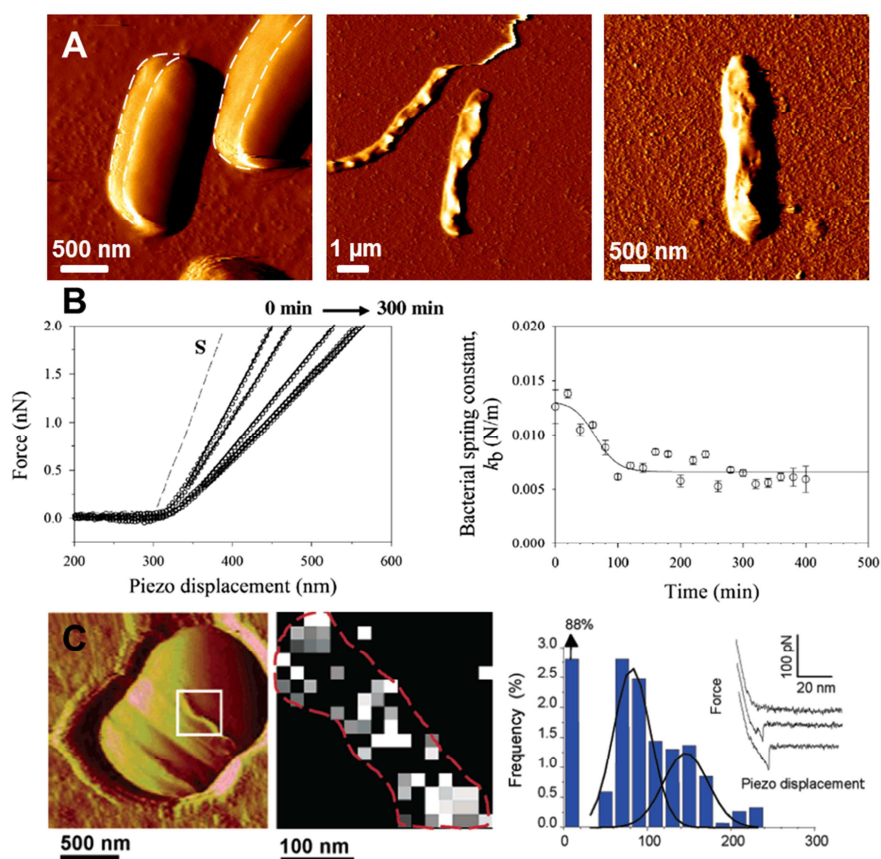 A
500 nm
1 µm
500 nm
B
0 min 300 min
S
2.0
1.5
1.0
0.5
0.0
Force (nN)
200 300 400 500 600
Piezo displacement (nm)
0.020
0.015
0.010
0.005
0.000
Bacterial spring constant,
kb (N/m)
0 100 200 300 400 500
Time (min)
C
500 nm
100 nm
88%
3.0
2.5
2.0
1.5
1.0
0.5
0.0
Frequency (%)
100 pN
20 nm
Force
Piezo displacement
0 100 200 300